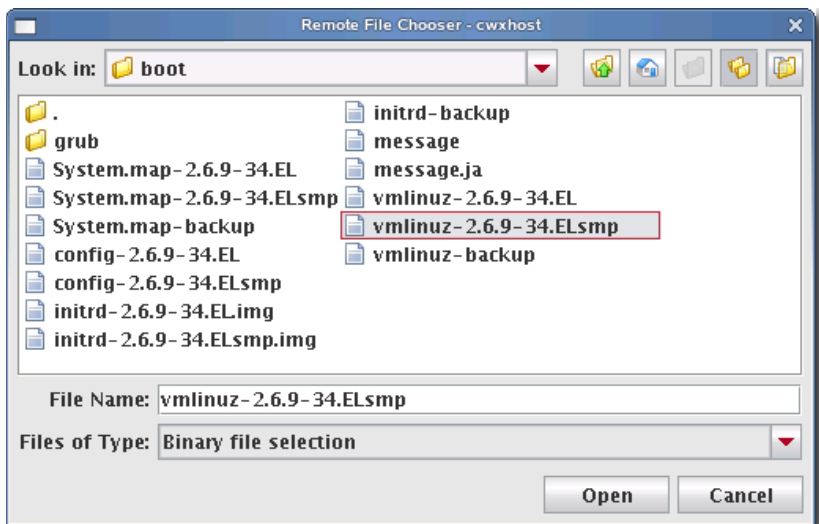 Remote File Chooser - cwxhost
Look in: boot
.
grub
System.map-2.6.9-34.EL
System.map-2.6.9-34.ELsmp
System.map-backup
config-2.6.9-34.EL
config-2.6.9-34.ELsmp
initrd-2.6.9-34.EL.img
initrd-2.6.9-34.ELsmp.img
initrd-backup
message
message.ja
vmlinuz-2.6.9-34.EL
vmlinuz-2.6.9-34.ELsmp
vmlinuz-backup
File Name: vmlinuz-2.6.9-34.ELsmp
Files of Type: Binary file selection
Open Cancel